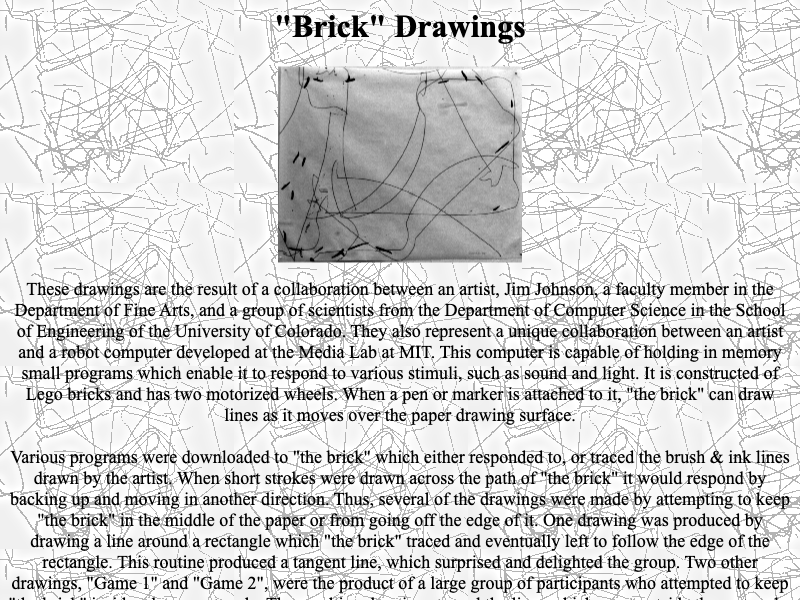 "Brick" Drawings
These drawings are the result of a collaboration between an artist, Jim Johnson, a faculty member in the
Department of Fine Arts, and a group of scientists from the Department of Computer Science in the School
of Engineering of the University of Colorado. They also represent a unique collaboration between an artist
and a robot computer developed at the Media Lab at MIT. This computer is capable of holding in memory
small programs which enable it to respond to various stimuli, such as sound and light. It is constructed of
Lego bricks and has two motorized wheels. When a pen or marker is attached to it, "the brick" can draw
lines as it moves over the paper drawing surface.
Various programs were downloaded to "the brick" which either responded to, or traced the brush & ink lines
drawn by the artist. When short strokes were drawn across the path of "the brick" it would respond by
backing up and moving in another direction. Thus, several of the drawings were made by attempting to keep
"the brick" in the middle of the paper or from going off the edge of it. One drawing was produced by
drawing a line around a rectangle which "the brick" traced and eventually left to follow the edge of the
rectangle. This routine produced a tangent line, which surprised and delighted the group. Two other
drawings, "Game 1" and "Game 2", were the product of a large group of participants who attempted to keep